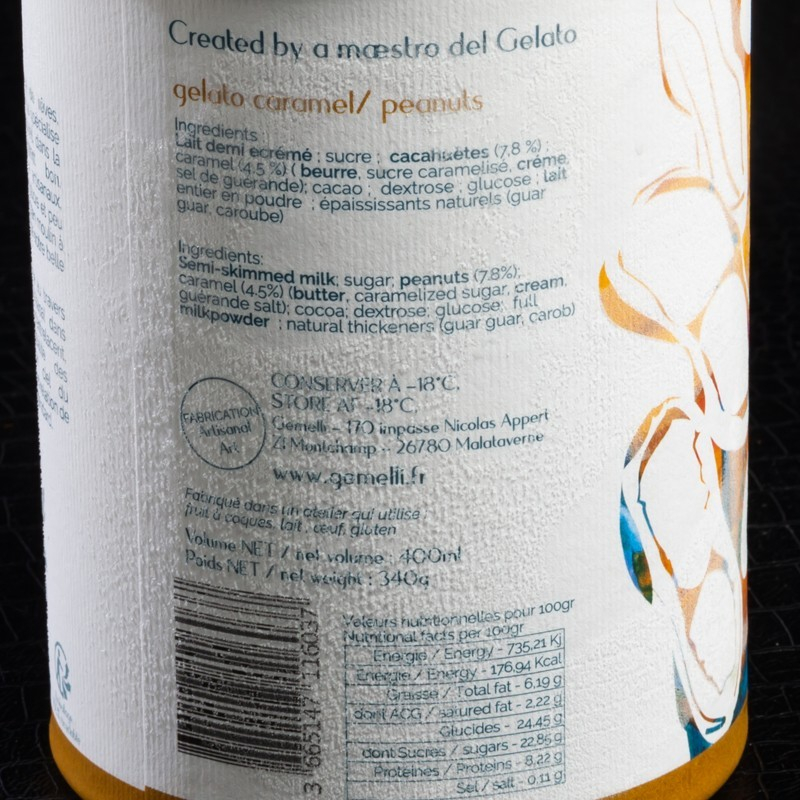 Created by a mæstro del Gelato
gelato caramel/ peanuts
Ingrédients :
Lait demi ecrémé ; sucre ; cacahuètes (7,8 %) ;
caramel (4,5 %) ( beurre, sucre caramelisé, crème,
sel de guérande); cacao ; dextrose ; glucose ; lait
entier en poudre ; épaississants naturels (guar
guar, caroube)
Ingredients:
Semi-skimmed milk; sugar; peanuts (7.8%);
caramel (4.5%) (butter, caramelized sugar, cream,
guérande salt); cocoa; dextrose; glucose; full
milkpowder ; natural thickeners (guar guar, carob)
CONSERVER À -18°C,
STORE AT -18°C,
Gemelli - 170 impasse Nicolas Appert
ZI Montchamp - 26780 Malataverne
www.gemelli.fr
FABRICATION
Artisanal
Art
Fabriqué dans un atelier qui utilise :
fruit à coques, lait, œuf, gluten
Volume NET / net volume : 400ml
Poids NET / net weight : 340g
3 665147 116037
Valeurs nutritionnelles pour 100gr
Nutritional facts per 100gr
Energie / Energy - 735,21 Kj
Energie / Energy - 176,94 Kcal
Graisse / Total fat - 6,19 g
dont ACG / satured fat - 2,22 g
Glucides - 24,45 g
dont Sucres / sugars - 22,85 g
Protéines / Proteins - 8,22 g
Sel / salt - 0,11 g